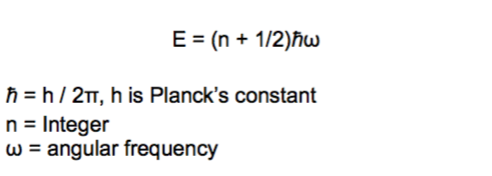 E = (n + 1/2)ħω
ħ = h / 2π, h is Planck's constant
n = Integer
ω = angular frequency